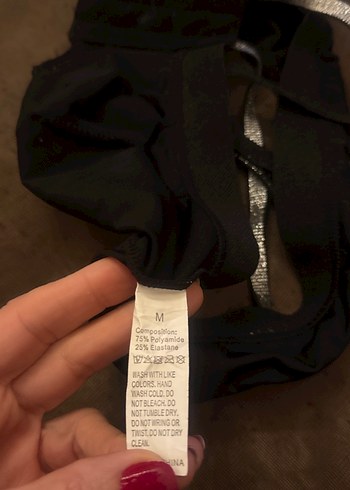 M
Composition:
75% Polyamide
25% Elastane
WASH WITH LIKE
COLORS. HAND
WASH COLD. DO
NOT BLEACH. DO
NOT TUMBLE DRY.
DO NOT WRING OR
TWIST. DO NOT DRY
CLEAN.